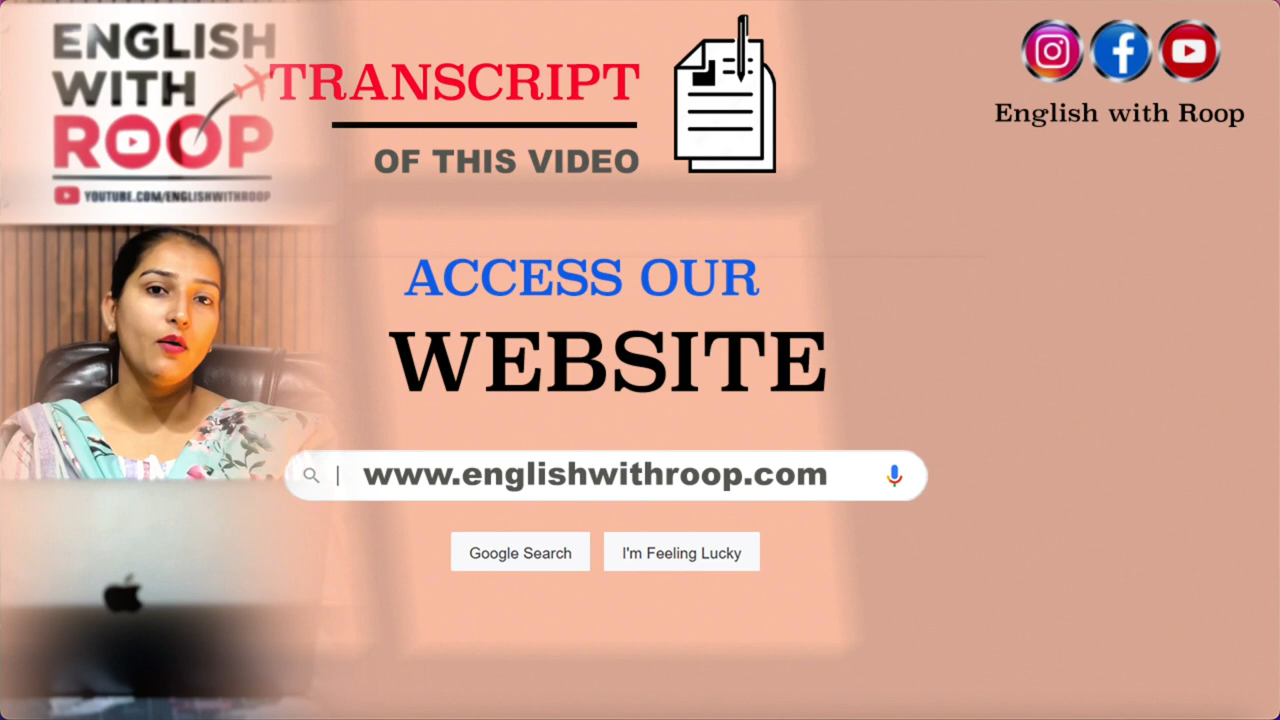 ENGLISH
WITH
ROOP
YOUTUBE.COM/ENGLISHWITHROOP
TRANSCRIPT
OF THIS VIDEO
English with Roop
ACCESS OUR
WEBSITE
www.englishwithroop.com
Google Search
I'm Feeling Lucky